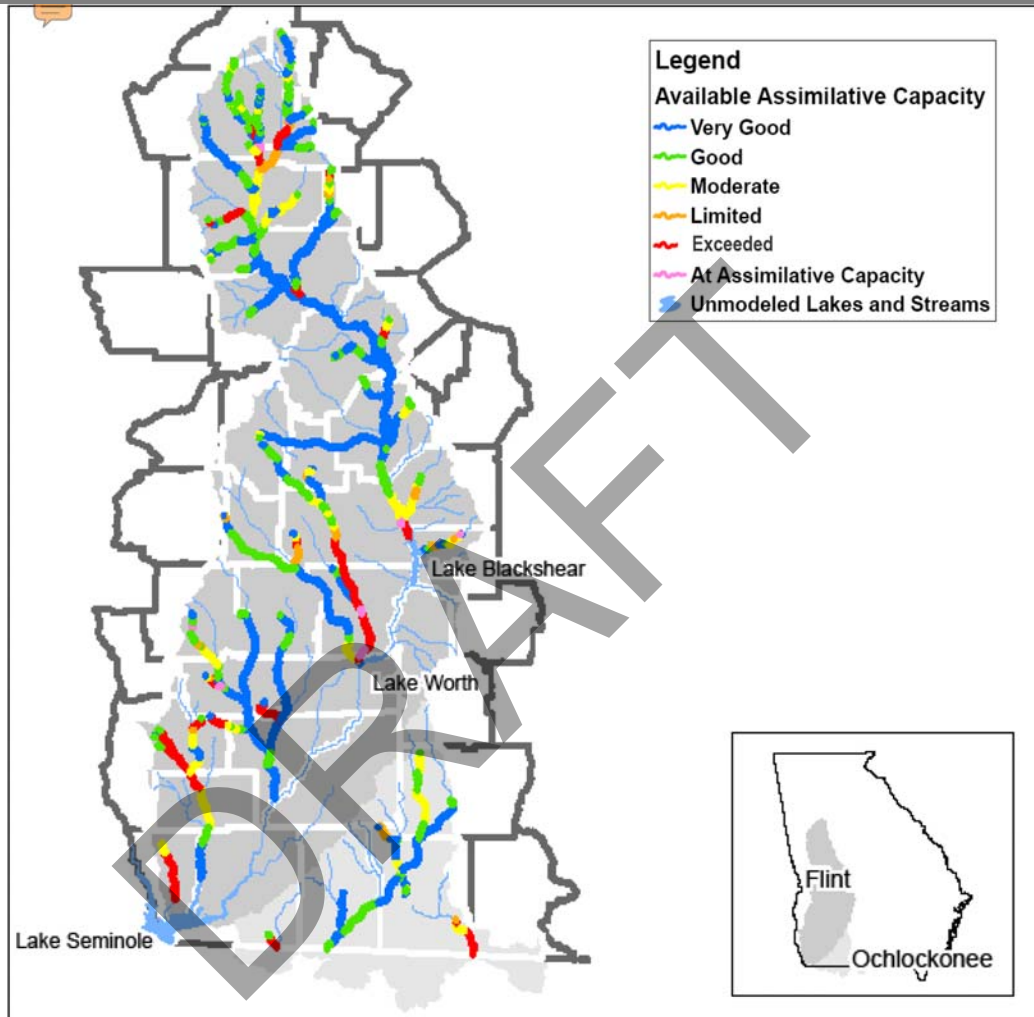 Legend
Available Assimilative Capacity
Very Good
Good
Moderate
Limited
Exceeded
At Assimilative Capacity
Unmodeled Lakes and Streams
DRAFT
Lake Blackshear
Lake Worth
Lake Seminole
Flint
Ochlockonee